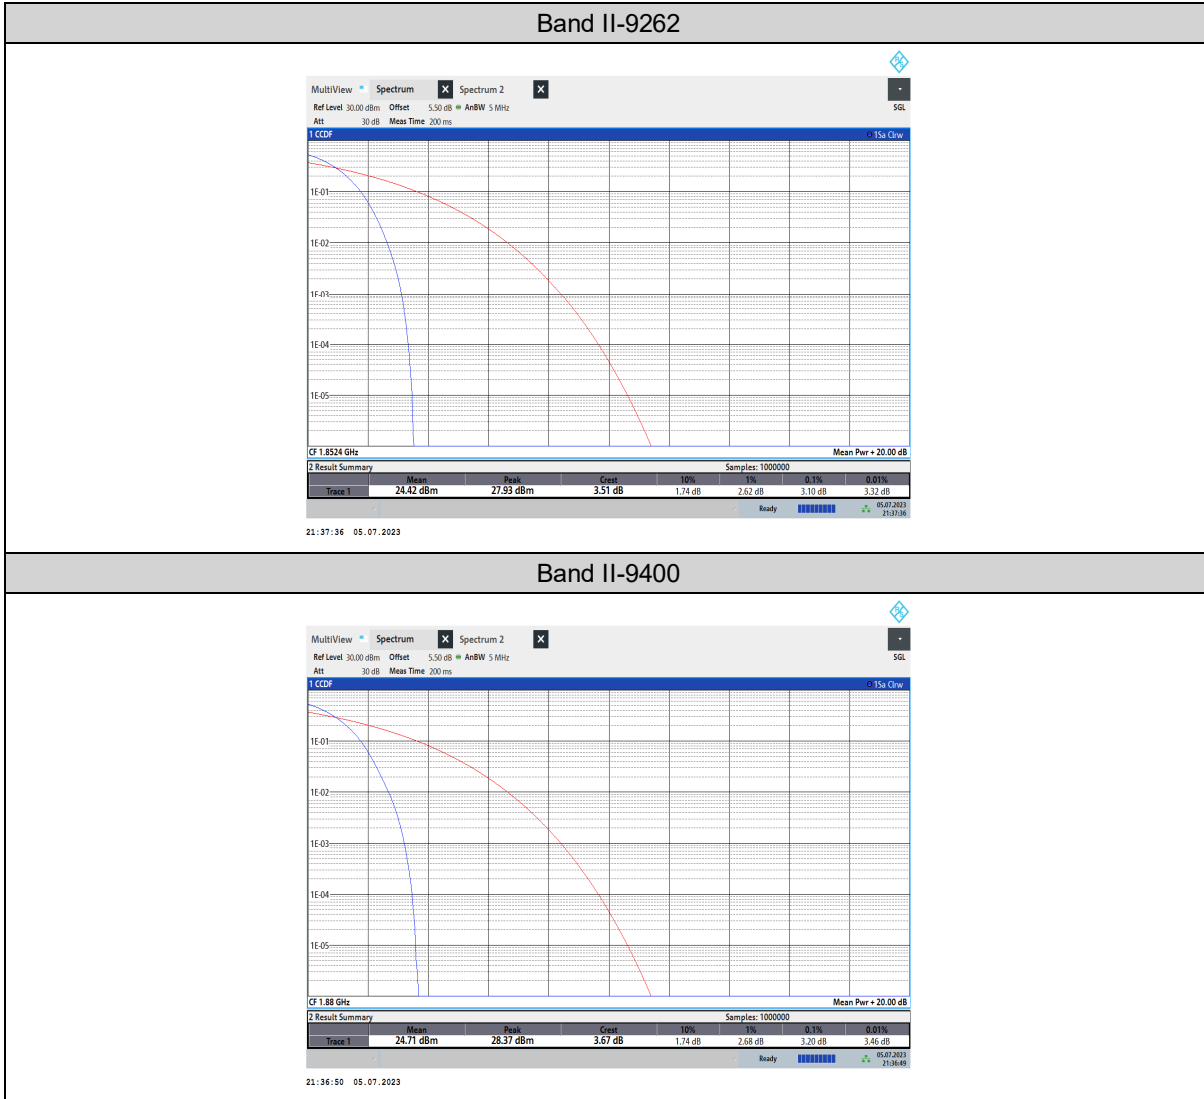 Band II-9262
MultiView Spectrum X Spectrum 2 X
Ref Level 30.00 dBm Offset 5.50 dB AnBW 5 MHz SGL
Att 30 dB Meas Time 200 ms
1 CCDF 1Sa Clrw
1E-01
1E-02
1E-03
1E-04
1E-05
CF 1.8524 GHz Mean Pwr + 20.00 dB
2 Result Summary Samples: 1000000
Mean Peak Crest 10% 1% 0.1% 0.01%
Trace 1 24.42 dBm 27.93 dBm 3.51 dB 1.74 dB 2.62 dB 3.10 dB 3.32 dB
Ready 05.07.2023
21:37:36
21:37:36 05.07.2023
Band II-9400
MultiView Spectrum X Spectrum 2 X
Ref Level 30.00 dBm Offset 5.50 dB AnBW 5 MHz SGL
Att 30 dB Meas Time 200 ms
1 CCDF 1Sa Clrw
1E-01
1E-02
1E-03
1E-04
1E-05
CF 1.88 GHz Mean Pwr + 20.00 dB
2 Result Summary Samples: 1000000
Mean Peak Crest 10% 1% 0.1% 0.01%
Trace 1 24.71 dBm 28.37 dBm 3.67 dB 1.74 dB 2.68 dB 3.20 dB 3.46 dB
Ready 05.07.2023
21:36:49
21:36:50 05.07.2023